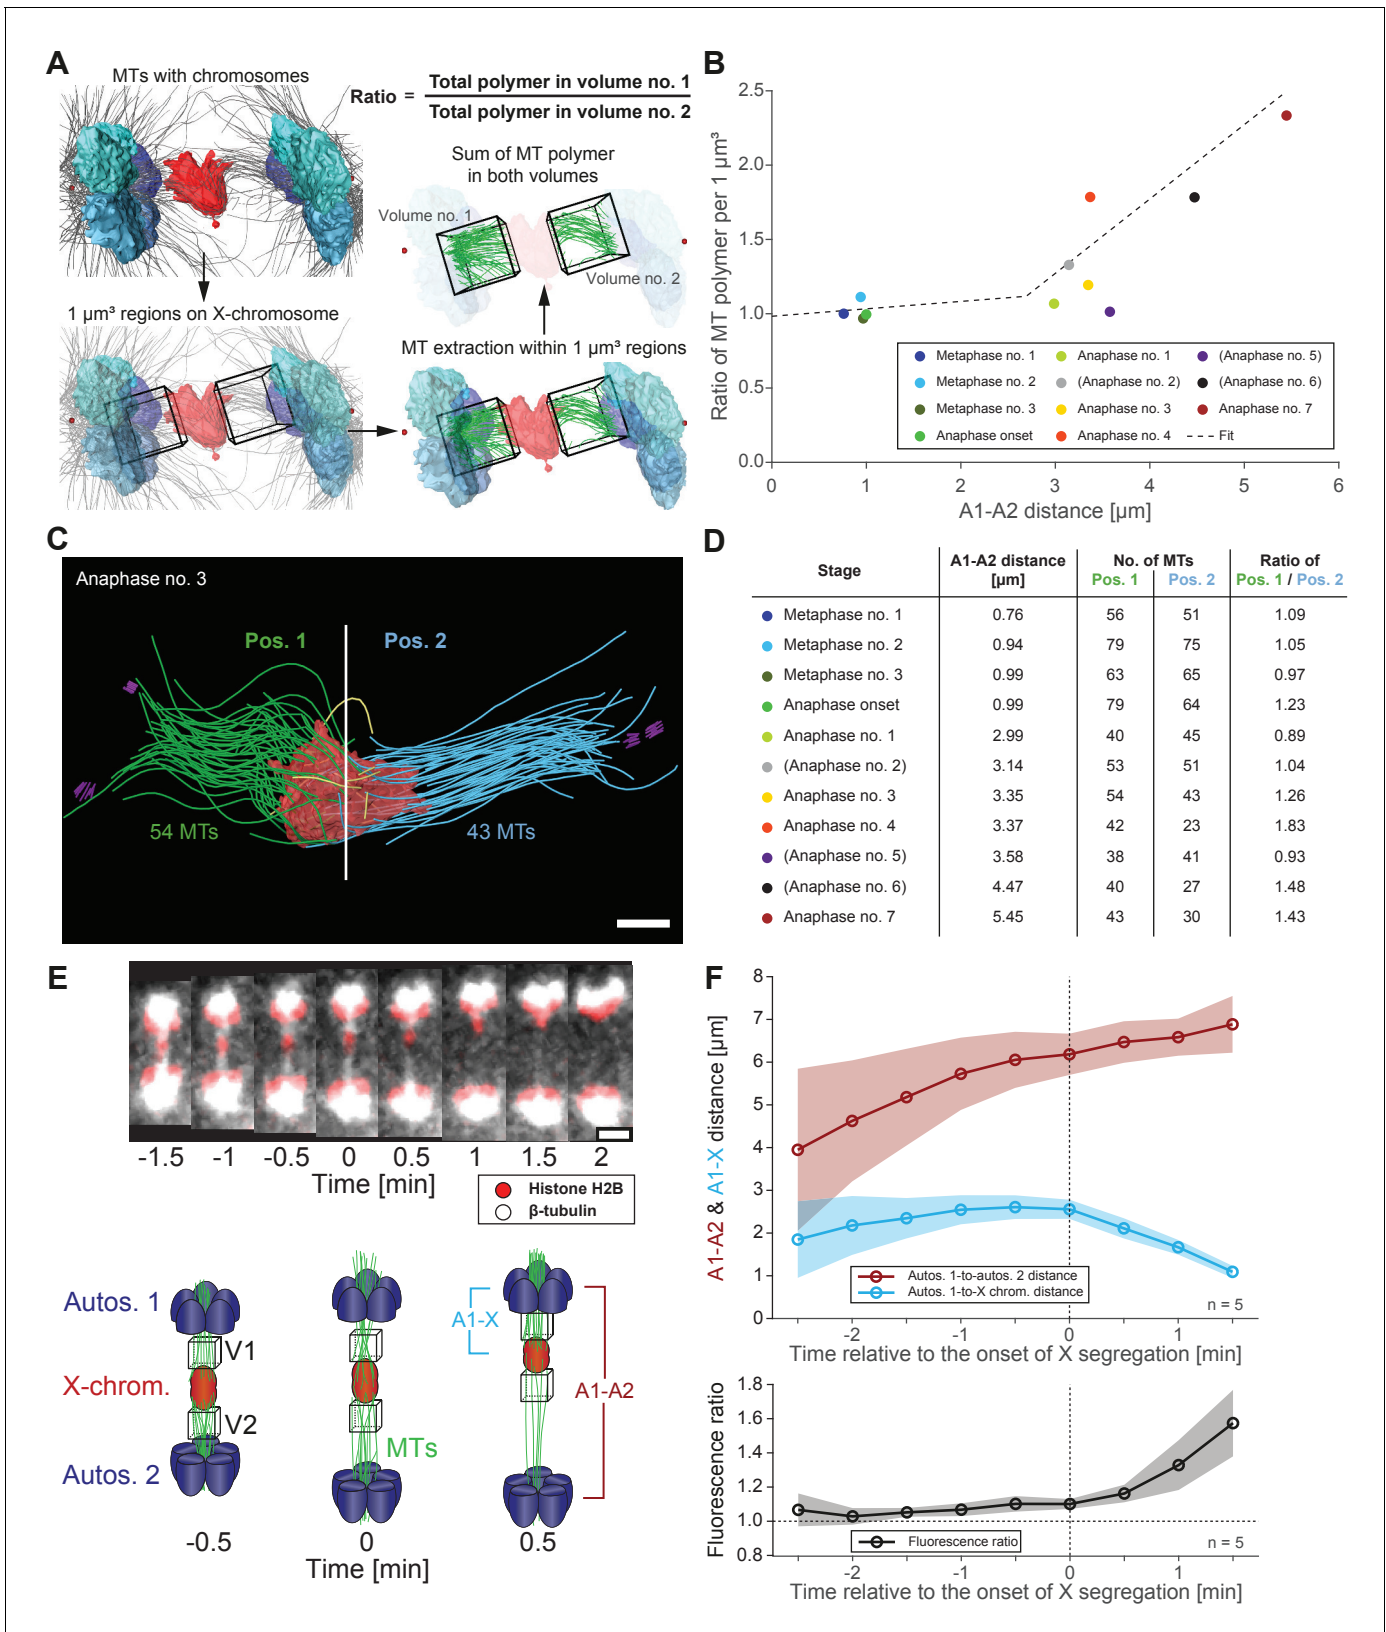 A
MTs with chromosomes
Ratio = Total polymer in volume no. 1
Total polymer in volume no. 2
Sum of MT polymer
in both volumes
Volume no. 1
Volume no. 2
1 µm³ regions on X-chromosome
MT extraction within 1 µm³ regions
B
Ratio of MT polymer per 1 µm³
2.5
2.0
1.5
1.0
0.5
0.0
0 1 2 3 4 5 6
A1-A2 distance [µm]
Metaphase no. 1 Anaphase no. 1 (Anaphase no. 5)
Metaphase no. 2 (Anaphase no. 2) (Anaphase no. 6)
Metaphase no. 3 Anaphase no. 3 Anaphase no. 7
Anaphase onset Anaphase no. 4 Fit
C
Anaphase no. 3
Pos. 1 Pos. 2
54 MTs 43 MTs
D
Stage A1-A2 distance [µm] No. of MTs Ratio of
Pos. 1 Pos. 2 Pos. 1 / Pos. 2
Metaphase no. 1 0.76 56 51 1.09
Metaphase no. 2 0.94 79 75 1.05
Metaphase no. 3 0.99 63 65 0.97
Anaphase onset 0.99 79 64 1.23
Anaphase no. 1 2.99 40 45 0.89
(Anaphase no. 2) 3.14 53 51 1.04
Anaphase no. 3 3.35 54 43 1.26
Anaphase no. 4 3.37 42 23 1.83
(Anaphase no. 5) 3.58 38 41 0.93
(Anaphase no. 6) 4.47 40 27 1.48
Anaphase no. 7 5.45 43 30 1.43
E
-1.5 -1 -0.5 0 0.5 1 1.5 2
Time [min]
Histone H2B
β-tubulin
Autos. 1
V1
X-chrom.
V2
Autos. 2
MTs
A1-X
A1-A2
-0.5 0 0.5
Time [min]
F
A1-A2 & A1-X distance [µm]
8
7
6
5
4
3
2
1
0
Autos. 1-to-autos. 2 distance
Autos. 1-to-X chrom. distance
n = 5
-2 -1 0 1
Time relative to the onset of X segregation [min]
Fluorescence ratio
1.8
1.6
1.4
1.2
1.0
0.8
Fluorescence ratio
n = 5
-2 -1 0 1
Time relative to the onset of X segregation [min]